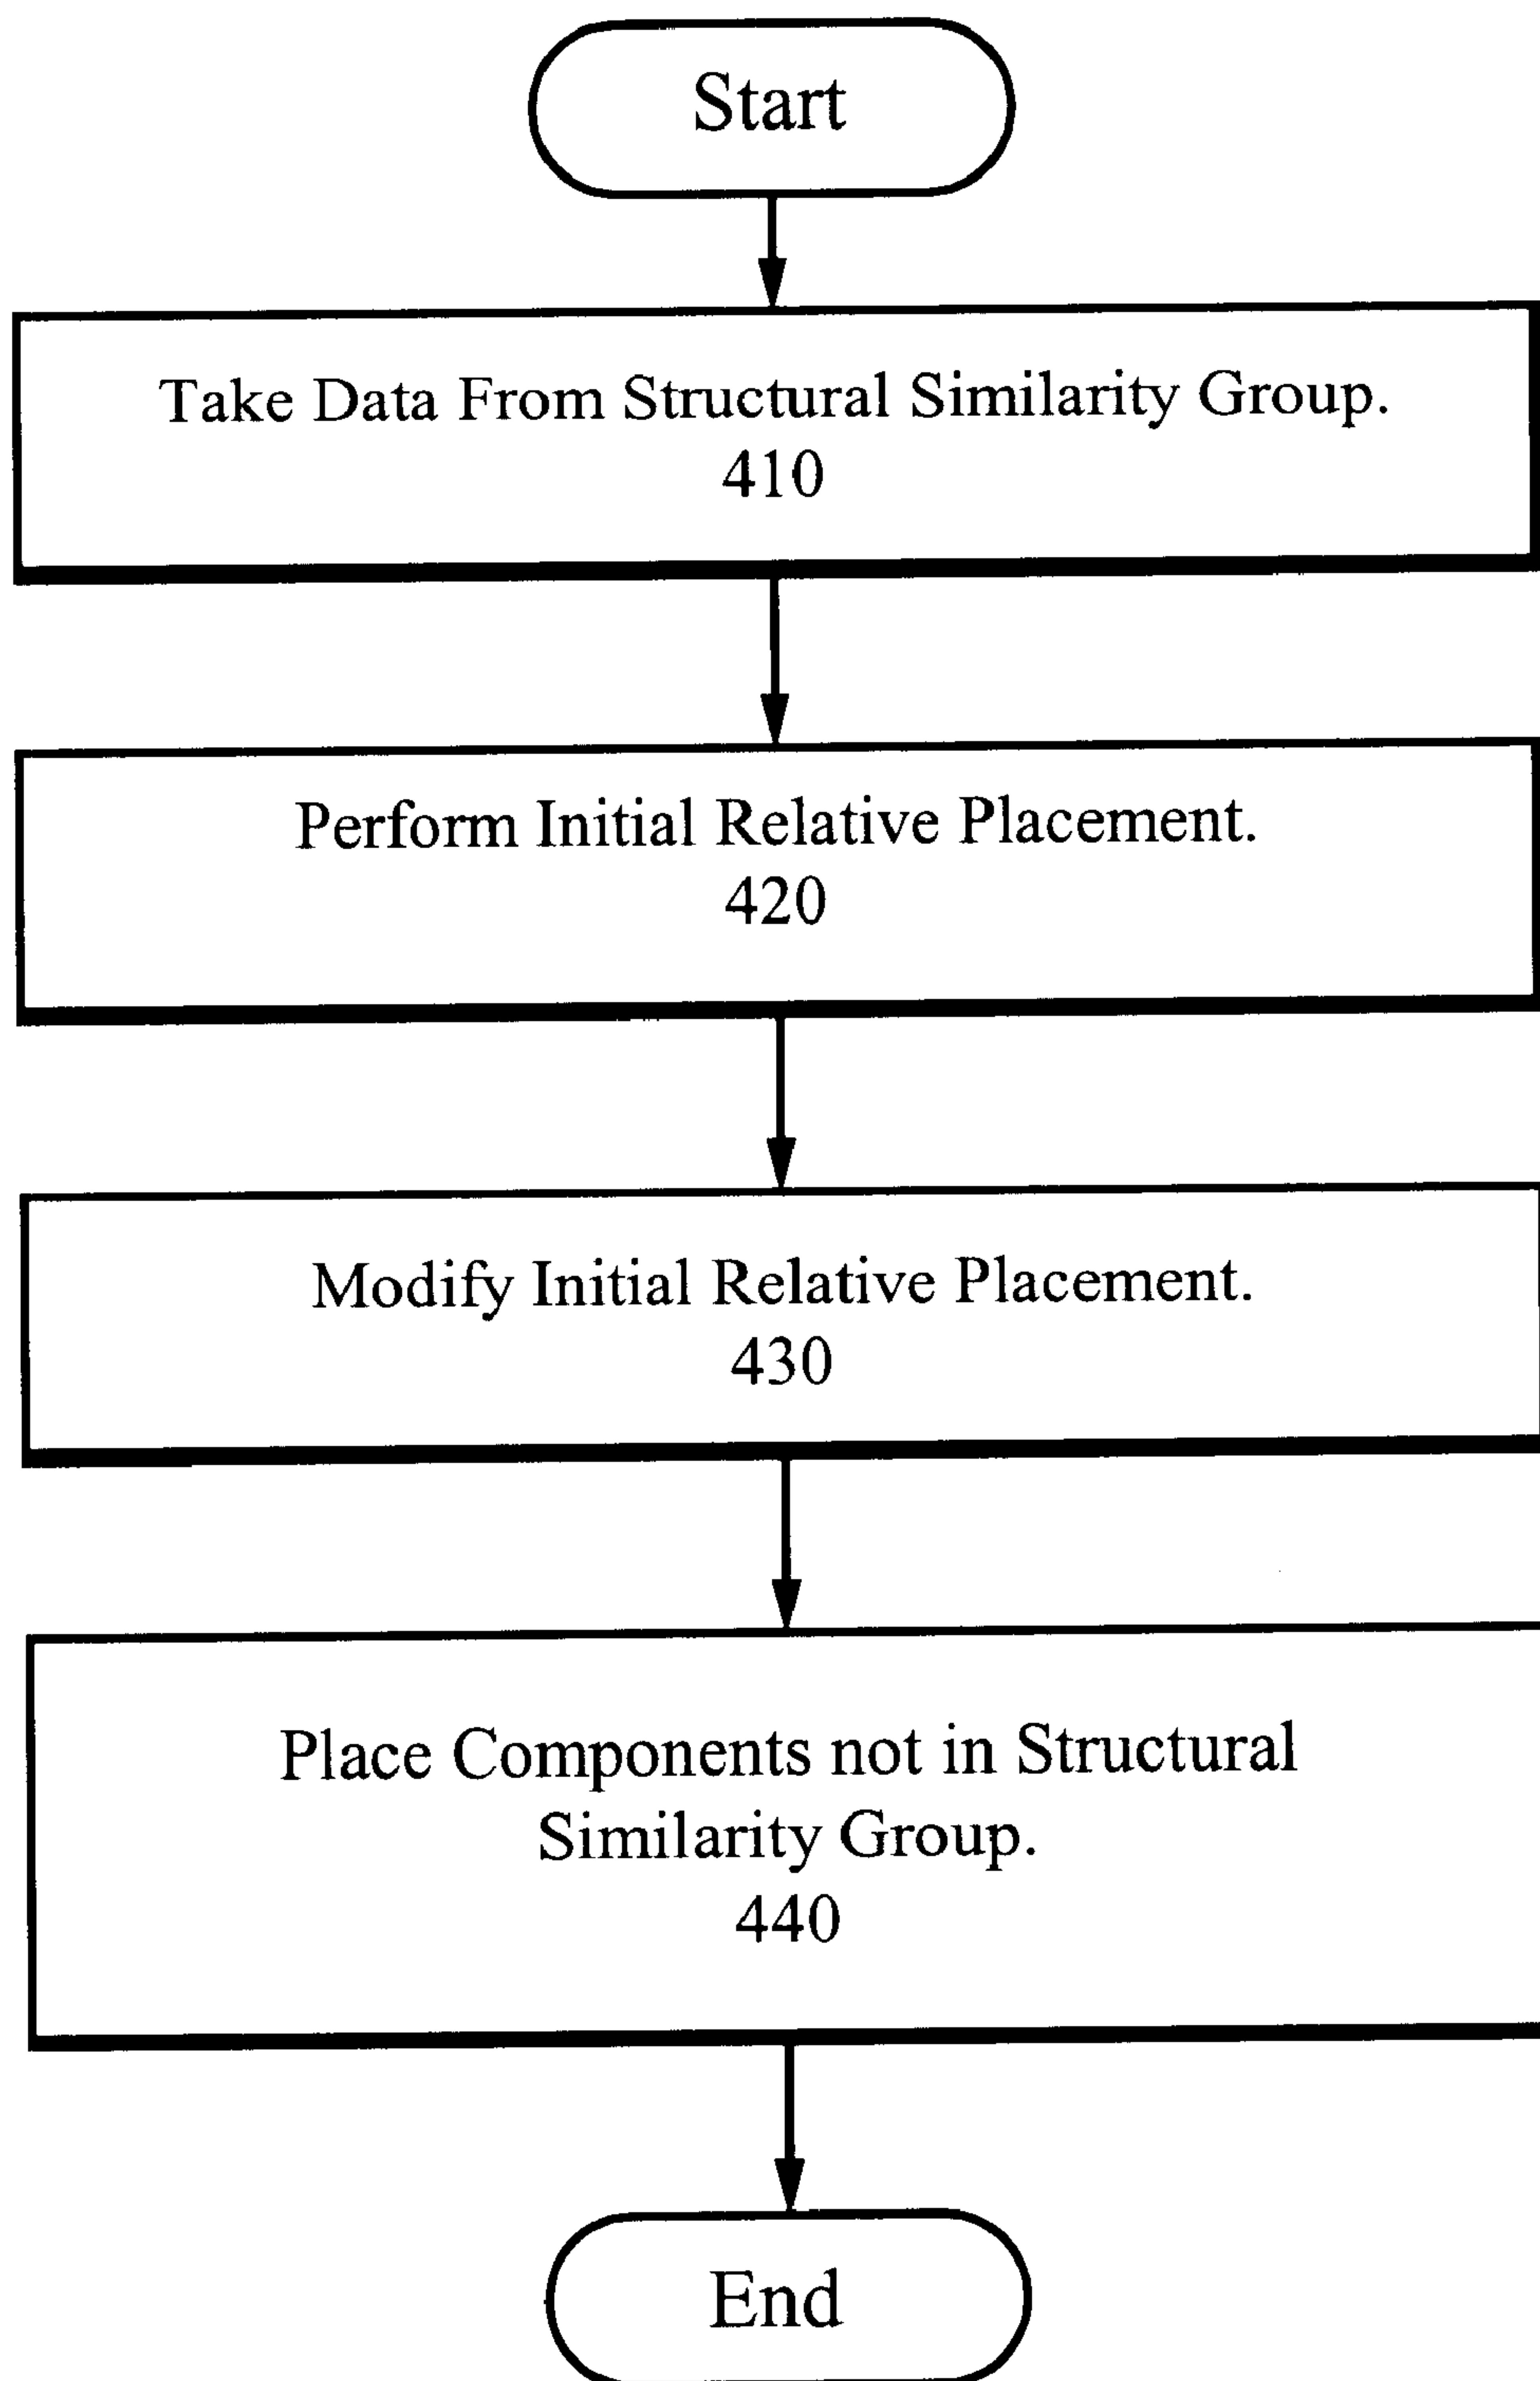 Start
Take Data From Structural Similarity Group.
410
Perform Initial Relative Placement.
420
Modify Initial Relative Placement.
430
Place Components not in Structural
Similarity Group.
440
End